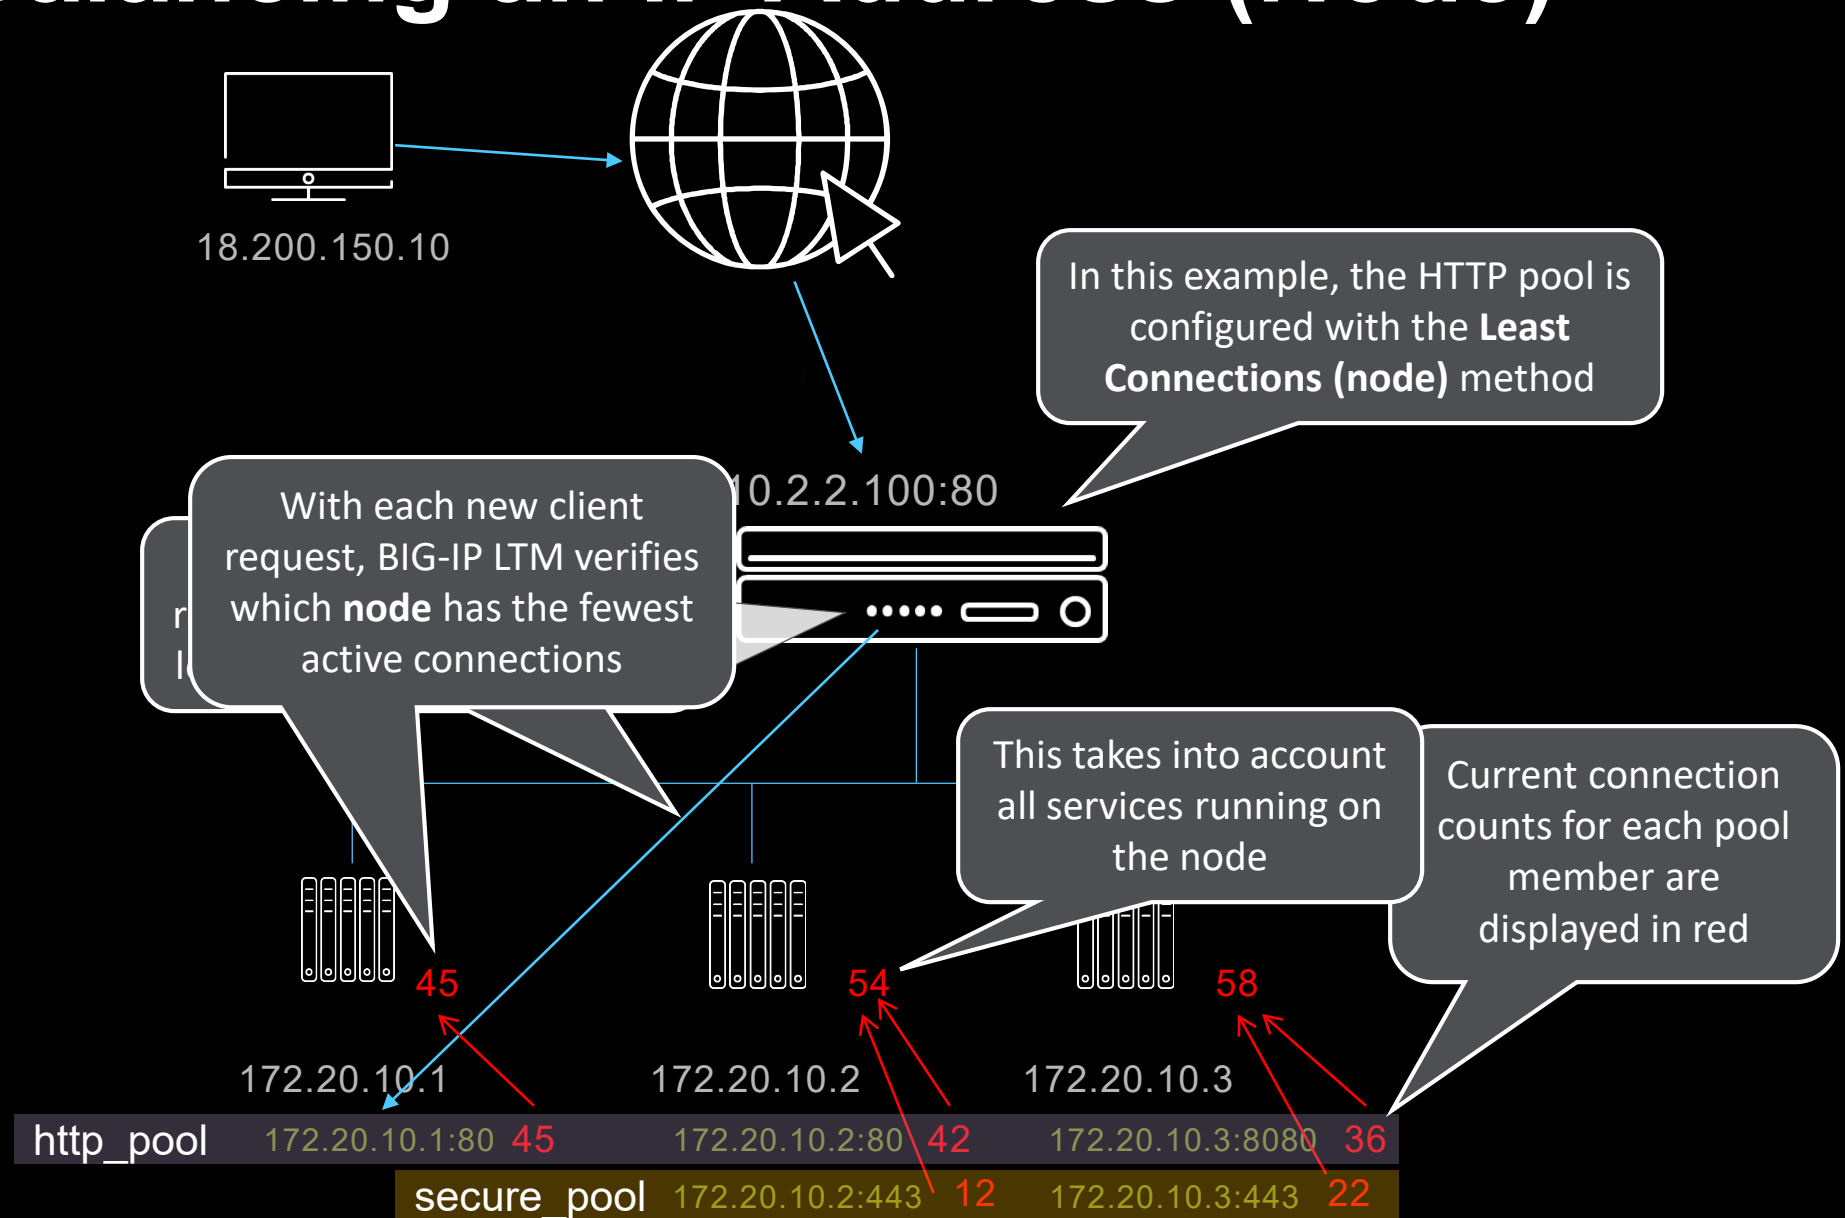 an IP Address (Node)
18.200.150.10
In this example, the HTTP pool is
configured with the Least
Connections (node) method
10.2.2.100:80
With each new client
request, BIG-IP LTM verifies
which node has the fewest
active connections
This takes into account
all services running on
the node
Current connection
counts for each pool
member are
displayed in red
45
54
58
172.20.10.1
172.20.10.2
172.20.10.3
http_pool 172.20.10.1:80 45 172.20.10.2:80 42 172.20.10.3:8080 36
secure_pool 172.20.10.2:443 12 172.20.10.3:443 22